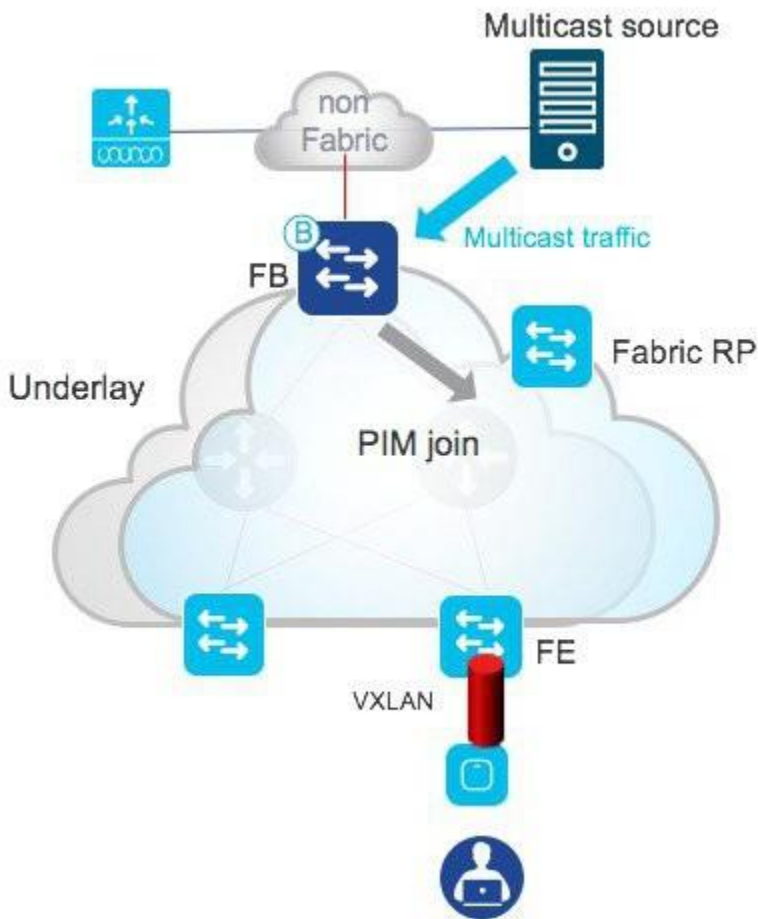 Multicast source
non
Fabric
B
Multicast traffic
FB
Fabric RP
Underlay
PIM join
FE
VXLAN